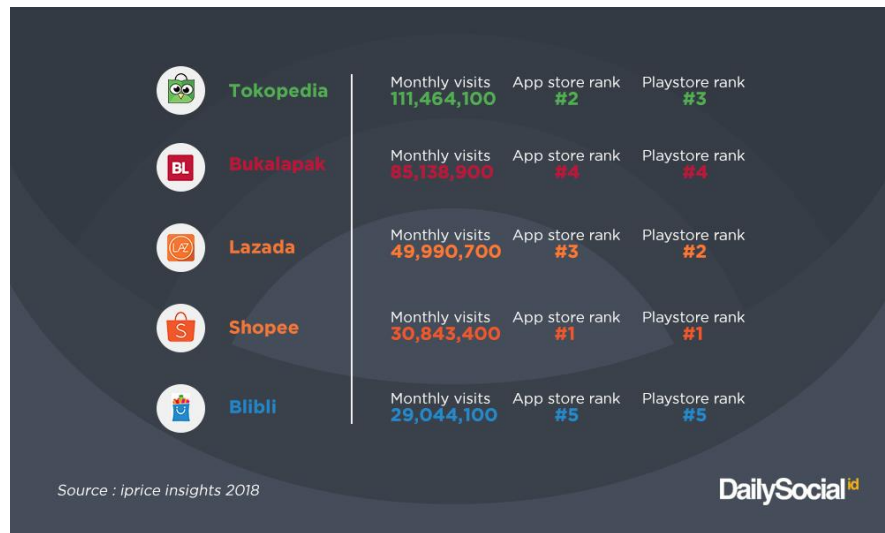 Tokopedia
Monthly visits App store rank Playstore rank
111,464,100 #2 #3
BL Bukalapak
Monthly visits App store rank Playstore rank
85,138,900 #4 #4
LAZ Lazada
Monthly visits App store rank Playstore rank
49,990,700 #3 #2
S Shopee
Monthly visits App store rank Playstore rank
30,843,400 #1 #1
Blibli
Monthly visits App store rank Playstore rank
29,044,100 #5 #5
Source : iprice insights 2018
DailySocial id